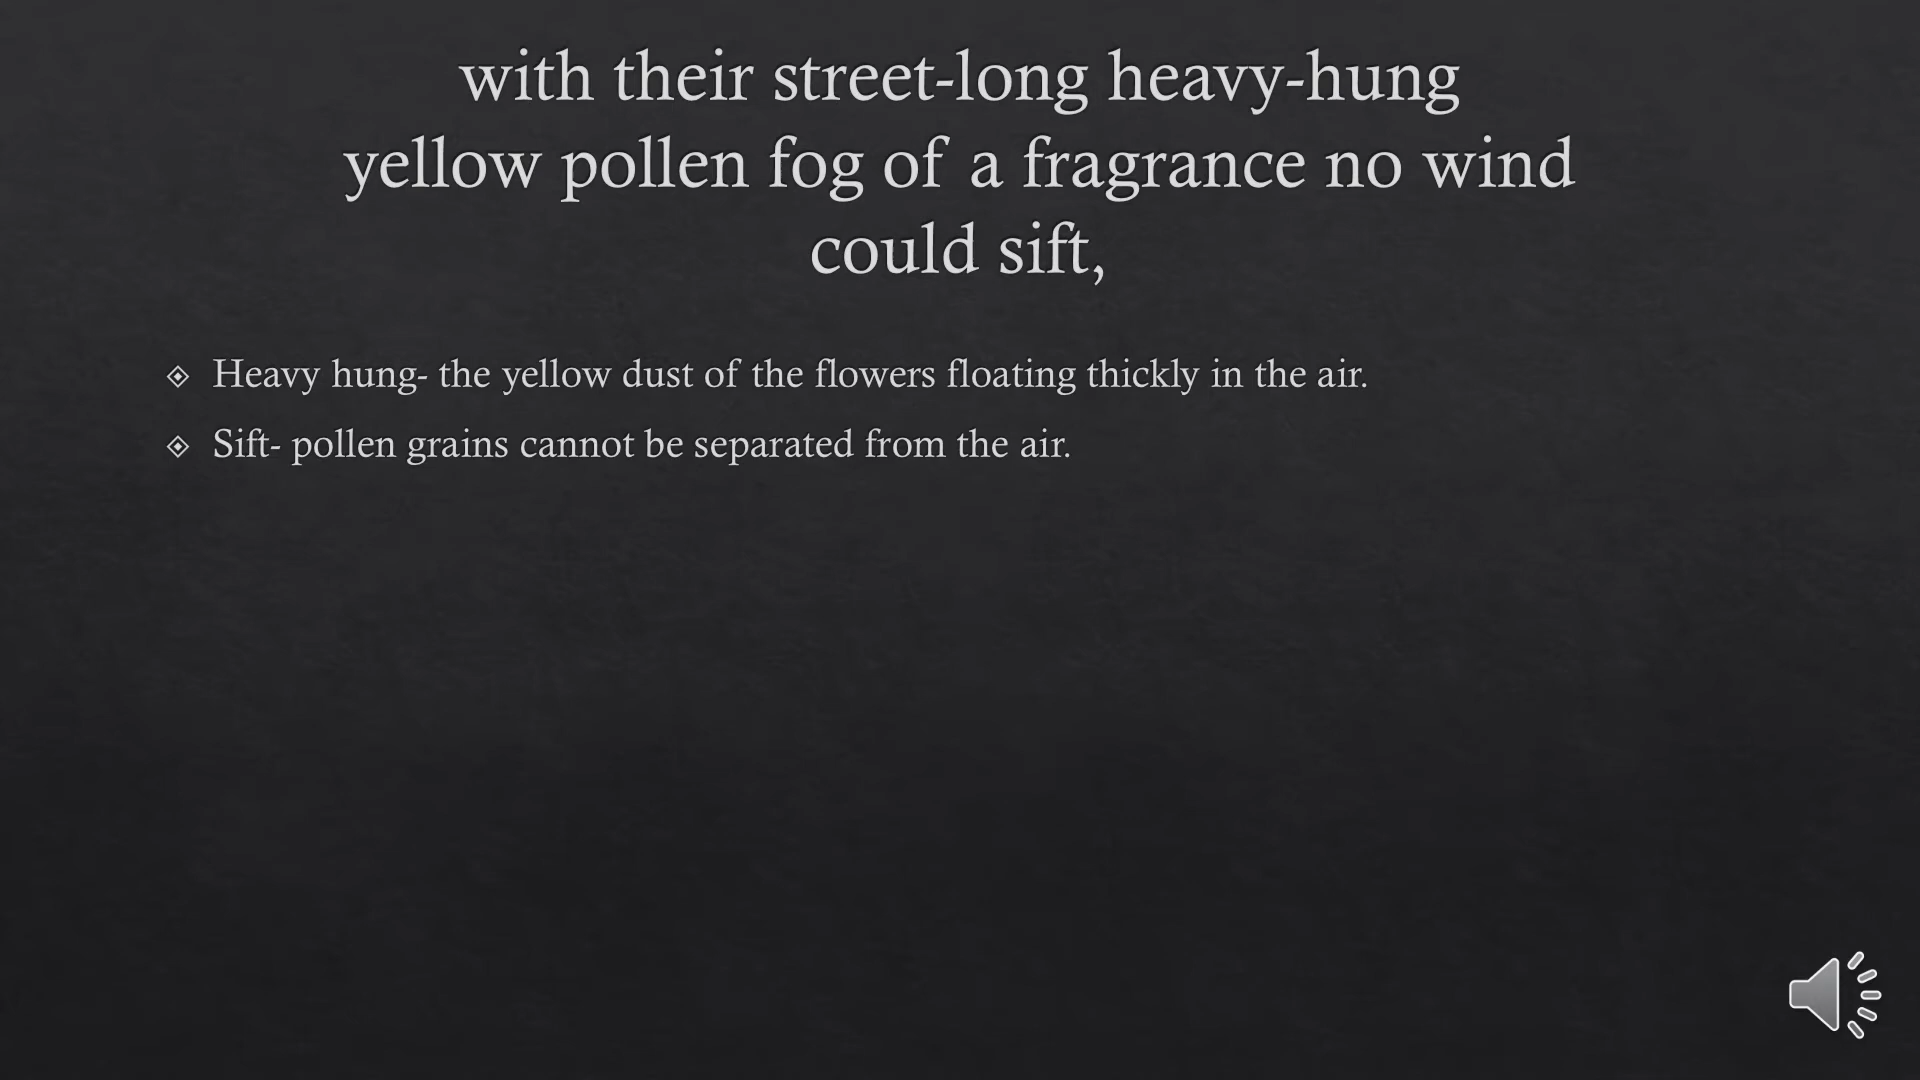 with their street-long heavy-hung
yellow pollen fog of a fragrance no wind
could sift,
Heavy hung- the yellow dust of the flowers floating thickly in the air.
Sift- pollen grains cannot be separated from the air.